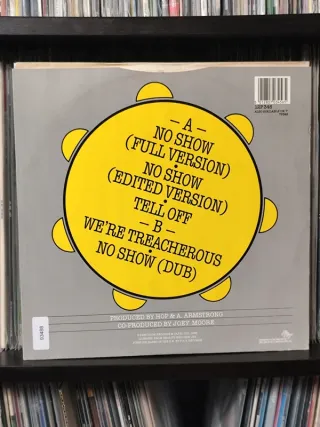 – A –
NO SHOW
(FULL VERSION)
•
NO SHOW
(EDITED VERSION)
•
TELL OFF
– B –
WE'RE TREACHEROUS
•
NO SHOW (DUB)
PRODUCED BY HOP & A. ARMSTRONG
CO-PRODUCED BY JOEY MOORE